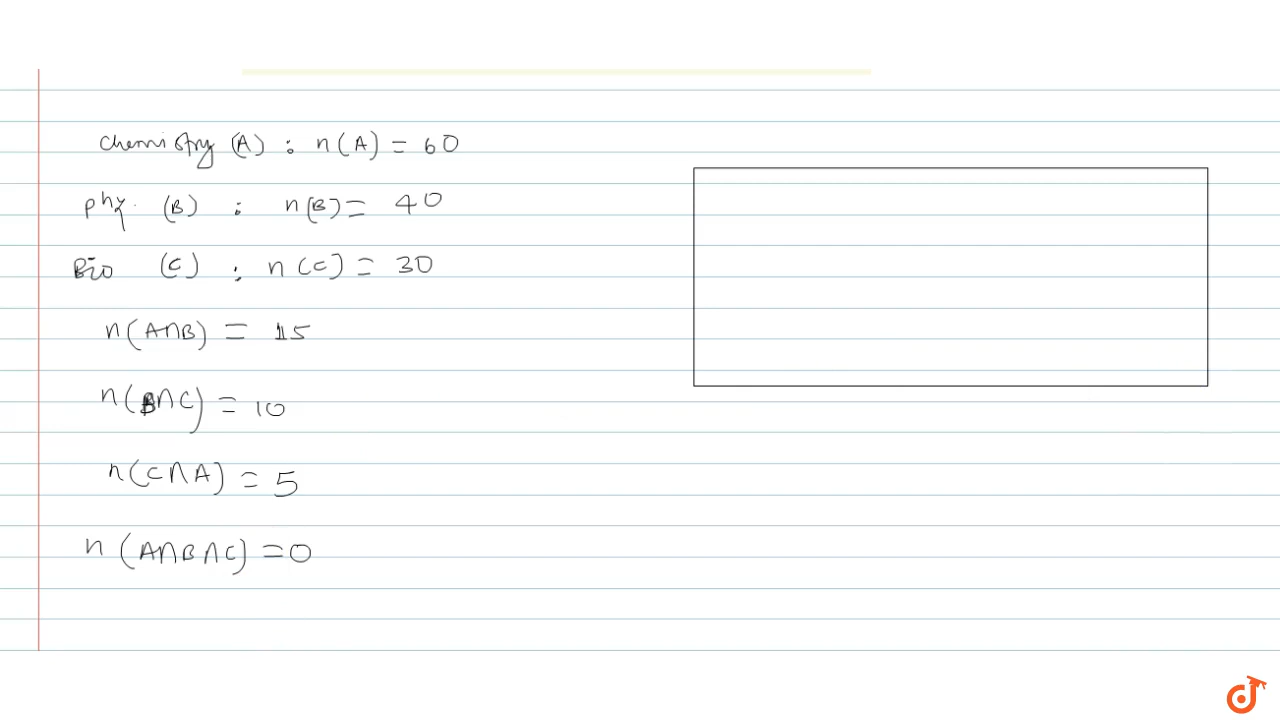 chemistry (A) : n(A) = 60
phy. (B) : n(B) = 40
Bio (C) : n(C) = 30
n(A∩B) = 15
n(B∩C) = 10
n(C∩A) = 5
n(A∩B∩C) = 0